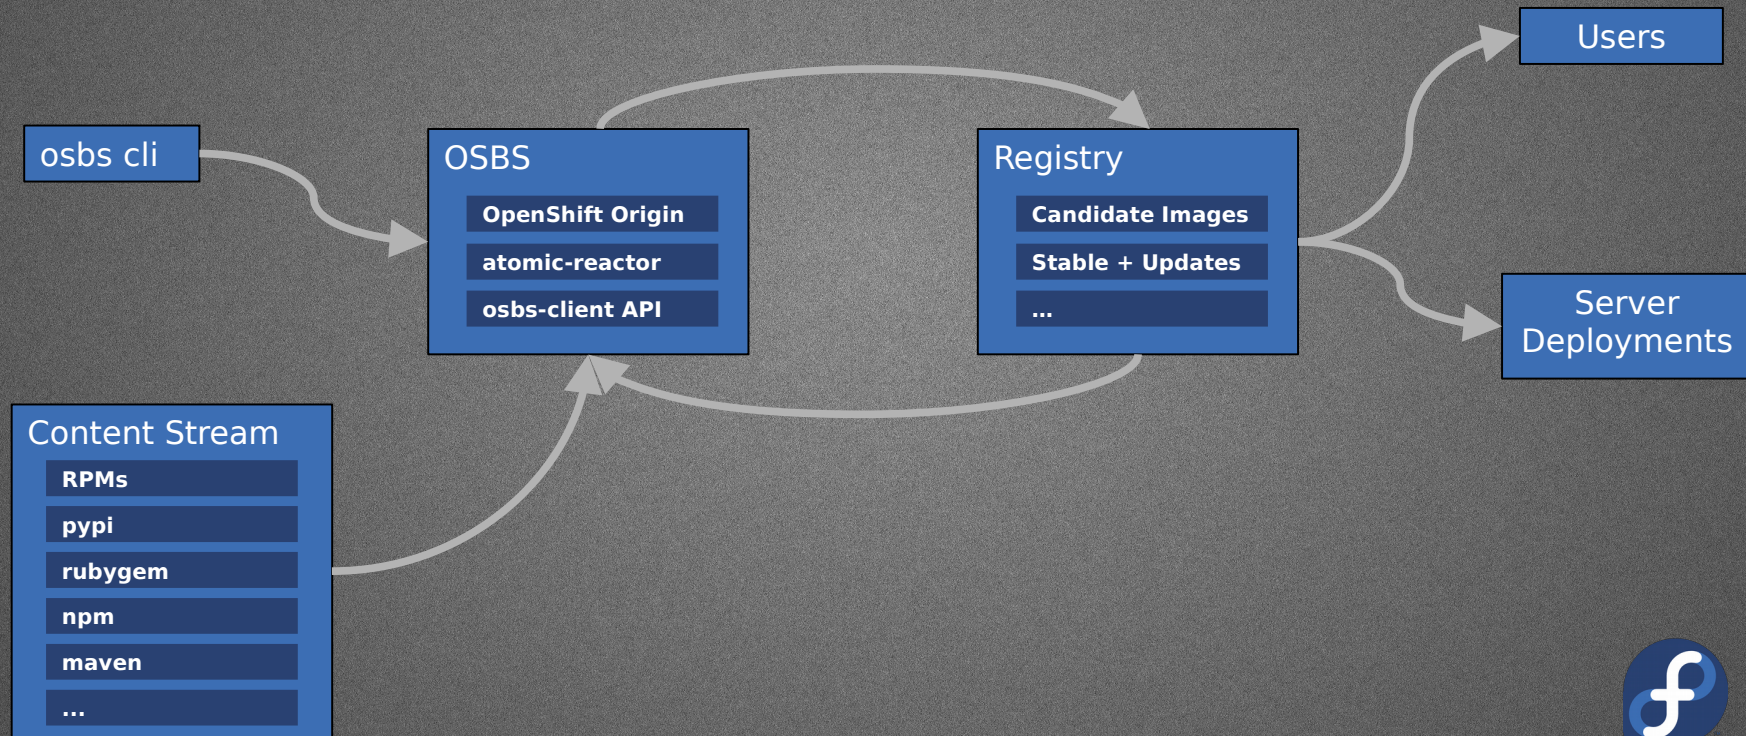 Users
osbs cli
OSBS
OpenShift Origin
atomic-reactor
osbs-client API
Registry
Candidate Images
Stable + Updates
...
Server
Deployments
Content Stream
RPMs
pypi
rubygem
npm
maven
...